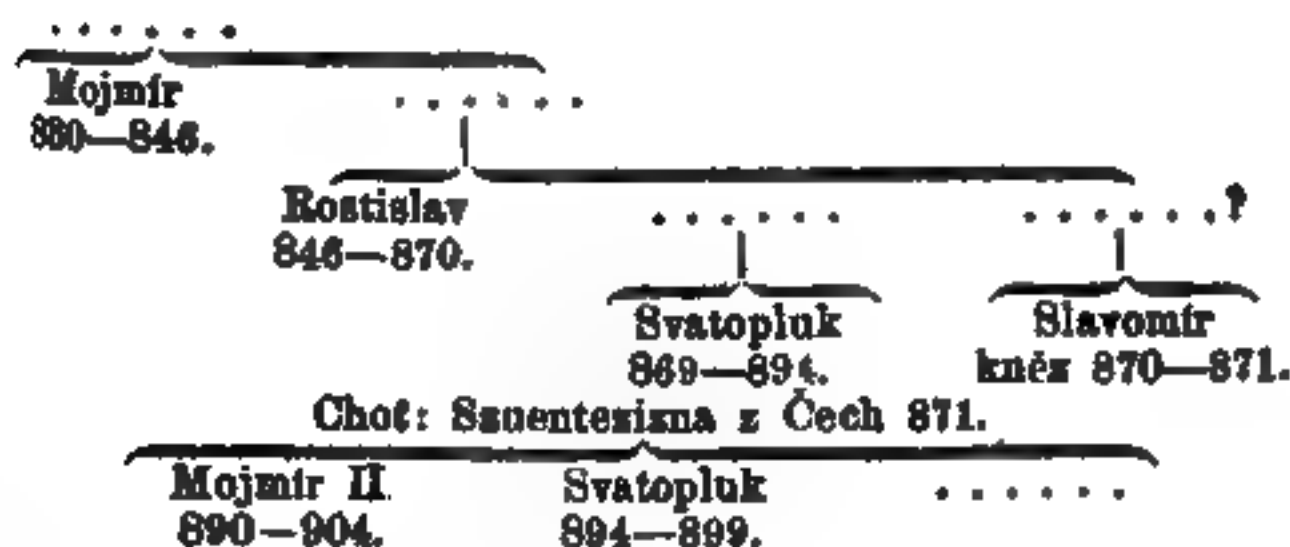 . . . . . .
Mojmír
830—846.
. . . . . .
Rostislav
846—870.
. . . . . .
. . . . . . ?
Svatopluk
869—894.
Slavomír
kněz 870—871.
Choť: Szuentezizna z Čech 871.
Mojmír II
890—904.
Svatopluk
894—899.
. . . . . .